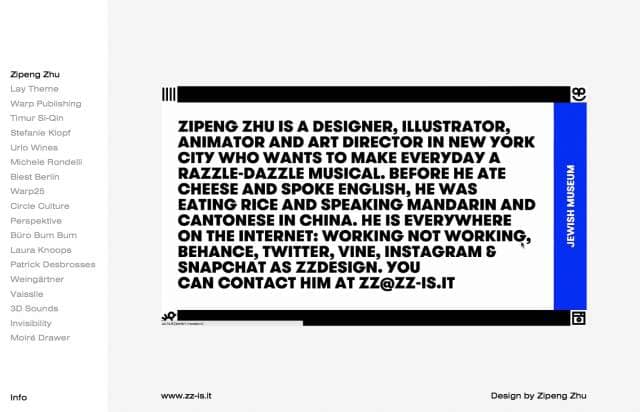 Zipeng Zhu
Lay Theme
Warp Publishing
Timur Si-Qin
Stefanie Klopf
Urlo Wines
Michele Rondelli
Biest Berlin
Warp25
Circle Culture
Perspektive
Büro Bum Bum
Laura Knoops
Patrick Desbrosses
Weingärtner
Vaisslle
3D Sounds
Invisibility
Moiré Drawer
Info
ZIPENG ZHU IS A DESIGNER, ILLUSTRATOR,
ANIMATOR AND ART DIRECTOR IN NEW YORK
CITY WHO WANTS TO MAKE EVERYDAY A
RAZZLE-DAZZLE MUSICAL. BEFORE HE ATE
CHEESE AND SPOKE ENGLISH, HE WAS
EATING RICE AND SPEAKING MANDARIN AND
CANTONESE IN CHINA. HE IS EVERYWHERE
ON THE INTERNET: WORKING NOT WORKING,
BEHANCE, TWITTER, VINE, INSTAGRAM &
SNAPCHAT AS ZZDESIGN. YOU
CAN CONTACT HIM AT ZZ@ZZ-IS.IT
JEWISH MUSEUM
www.zz-is.it
Design by Zipeng Zhu